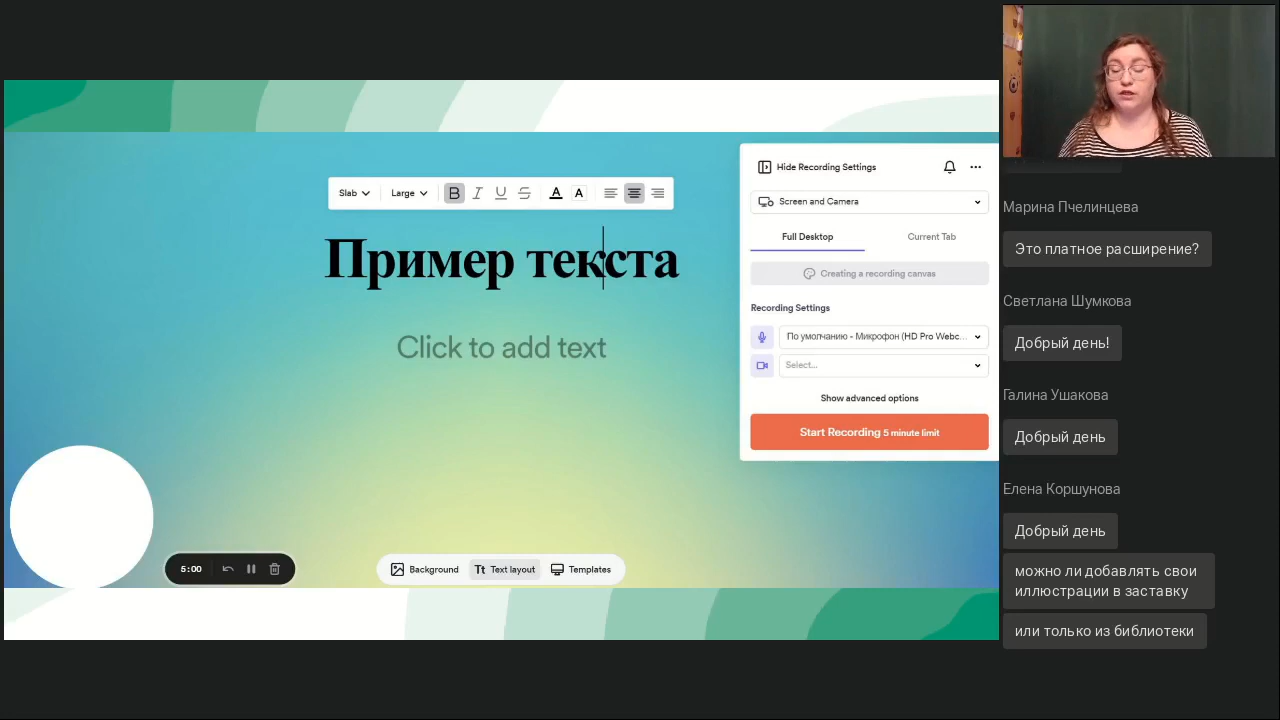 Hide Recording Settings
Screen and Camera
Full Desktop
Current Tab
Creating a recording canvas
Recording Settings
По умолчанию - Микрофон (HD Pro Webc...
Select...
Show advanced options
Start Recording 5 minute limit
Slab
Large
B I U S A A
Пример текста
Click to add text
5:00
Background
Tt Text layout
Templates
Марина Пчелинцева
Это платное расширение?
Светлана Шумкова
Добрый день!
Галина Ушакова
Добрый день
Елена Коршунова
Добрый день
можно ли добавлять свои
иллюстрации в заставку
или только из библиотеки